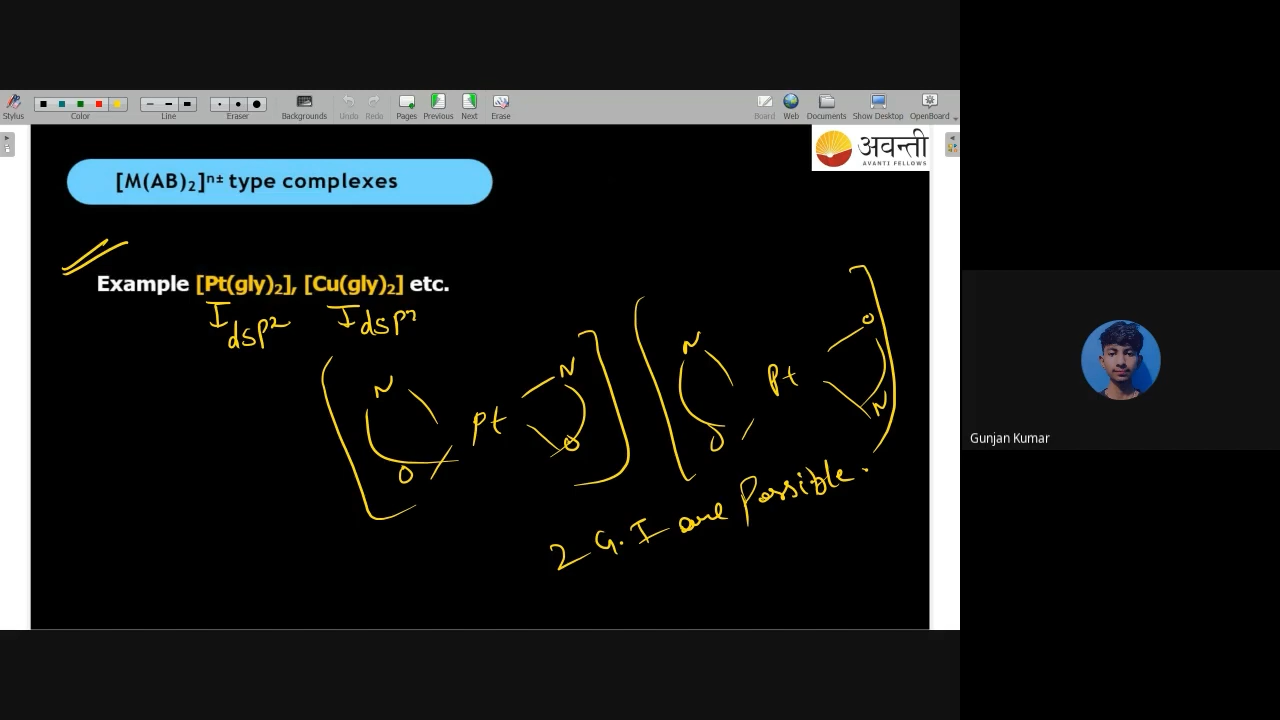 Stylus
Color
Line
Eraser
Backgrounds
Undo
Redo
Pages
Previous
Next
Erase
Board
Web
Documents
Show Desktop
OpenBoard
अवन्ती
AVANTI FELLOWS
[M(AB)₂]ⁿ± type complexes
Example [Pt(gly)₂], [Cu(gly)₂] etc.
dsp² dsp²
N N
Pt
O O
N O
Pt
O N
2 G.I are Possible.
Gunjan Kumar